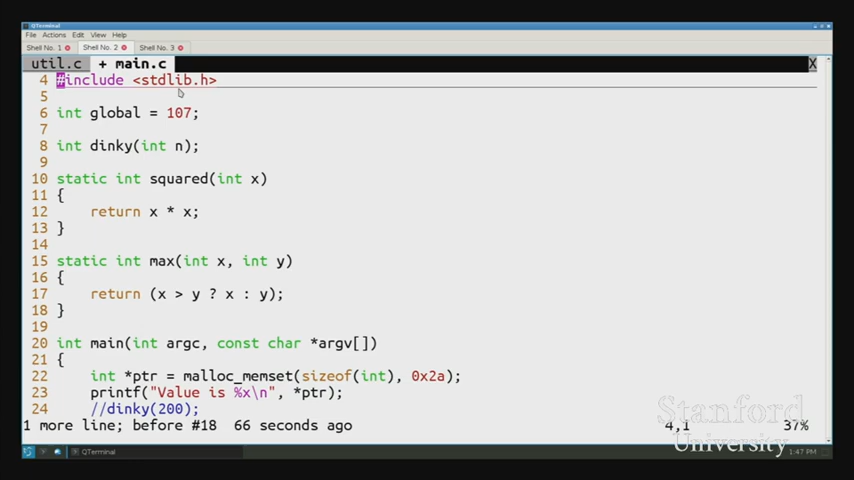 QTerminal
File Actions Edit View Help
Shell No. 1 Shell No. 2 Shell No. 3
util.c + main.c X
4 #include <stdlib.h>
5
6 int global = 107;
7
8 int dinky(int n);
9
10 static int squared(int x)
11 {
12 return x * x;
13 }
14
15 static int max(int x, int y)
16 {
17 return (x > y ? x : y);
18 }
19
20 int main(int argc, const char *argv[])
21 {
22 int *ptr = malloc_memset(sizeof(int), 0x2a);
23 printf("Value is %x\n", *ptr);
24 //dinky(200);
1 more line; before #18 66 seconds ago 4,1 37%
Stanford
University
QTerminal 1:47 PM